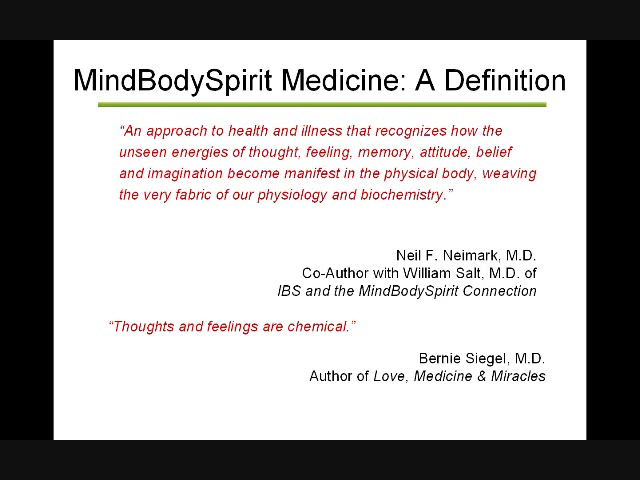 MindBodySpirit Medicine: A Definition
“An approach to health and illness that recognizes how the
unseen energies of thought, feeling, memory, attitude, belief
and imagination become manifest in the physical body, weaving
the very fabric of our physiology and biochemistry.”
Neil F. Neimark, M.D.
Co-Author with William Salt, M.D. of
IBS and the MindBodySpirit Connection
“Thoughts and feelings are chemical.”
Bernie Siegel, M.D.
Author of Love, Medicine & Miracles